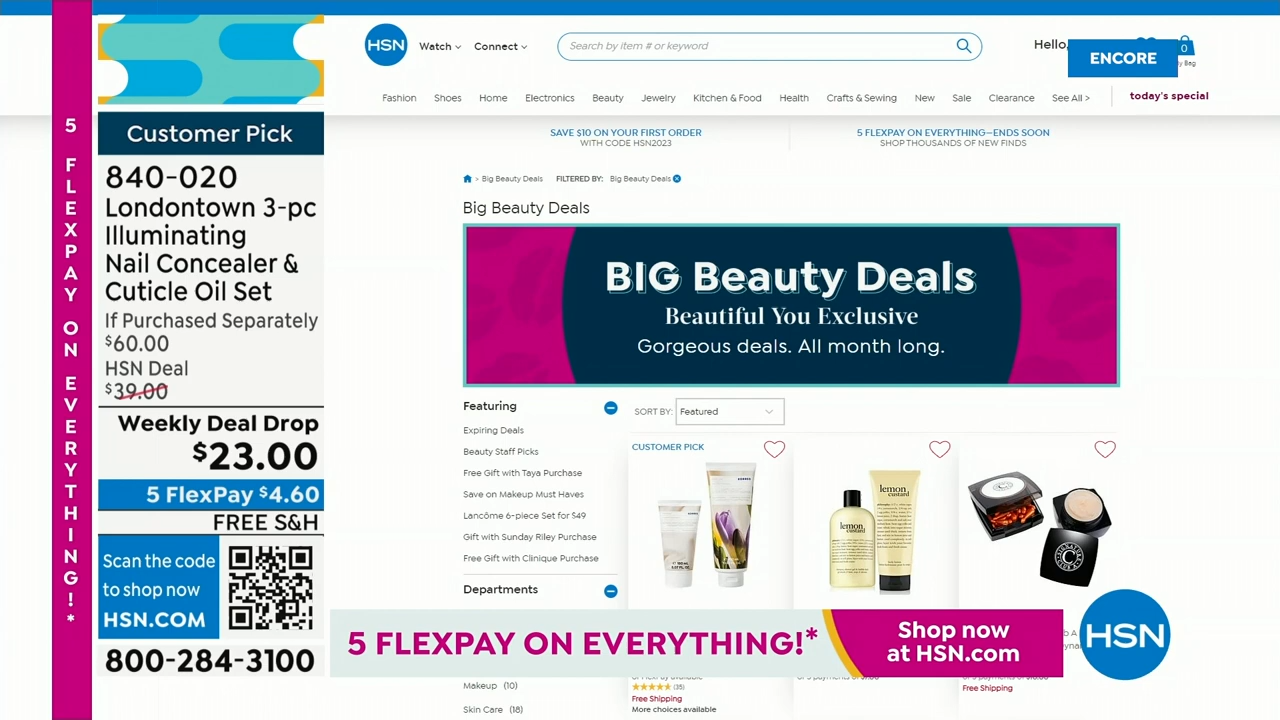 5 FLEXPAY ON EVERYTHING!*
Customer Pick
840-020
Londontown 3-pc
Illuminating
Nail Concealer &
Cuticle Oil Set
If Purchased Separately
$60.00
HSN Deal
$39.00
Weekly Deal Drop
$23.00
5 FlexPay $4.60
FREE S&H
Scan the code
to shop now
HSN.COM
800-284-3100
HSN
Watch
Connect
Search by item # or keyword
Hello,
0
ENCORE
Fashion Shoes Home Electronics Beauty Jewelry Kitchen & Food Health Crafts & Sewing New Sale Clearance See All > today's special
SAVE $10 ON YOUR FIRST ORDER
WITH CODE HSN2023
5 FLEXPAY ON EVERYTHING—ENDS SOON
SHOP THOUSANDS OF NEW FINDS
> Big Beauty Deals FILTERED BY: Big Beauty Deals
Big Beauty Deals
BIG Beauty Deals
Beautiful You Exclusive
Gorgeous deals. All month long.
Featuring
Expiring Deals
Beauty Staff Picks
Free Gift with Taya Purchase
Save on Makeup Must Haves
Lancôme 6-piece Set for $49
Gift with Sunday Riley Purchase
Free Gift with Clinique Purchase
Departments
Makeup (10)
Skin Care (18)
SORT BY: Featured
CUSTOMER PICK
lemon custard
lemon custard
5 FLEXPAY ON EVERYTHING!*
Shop now
at HSN.com
HSN
(35)
Free Shipping
More choices available
Free Shipping